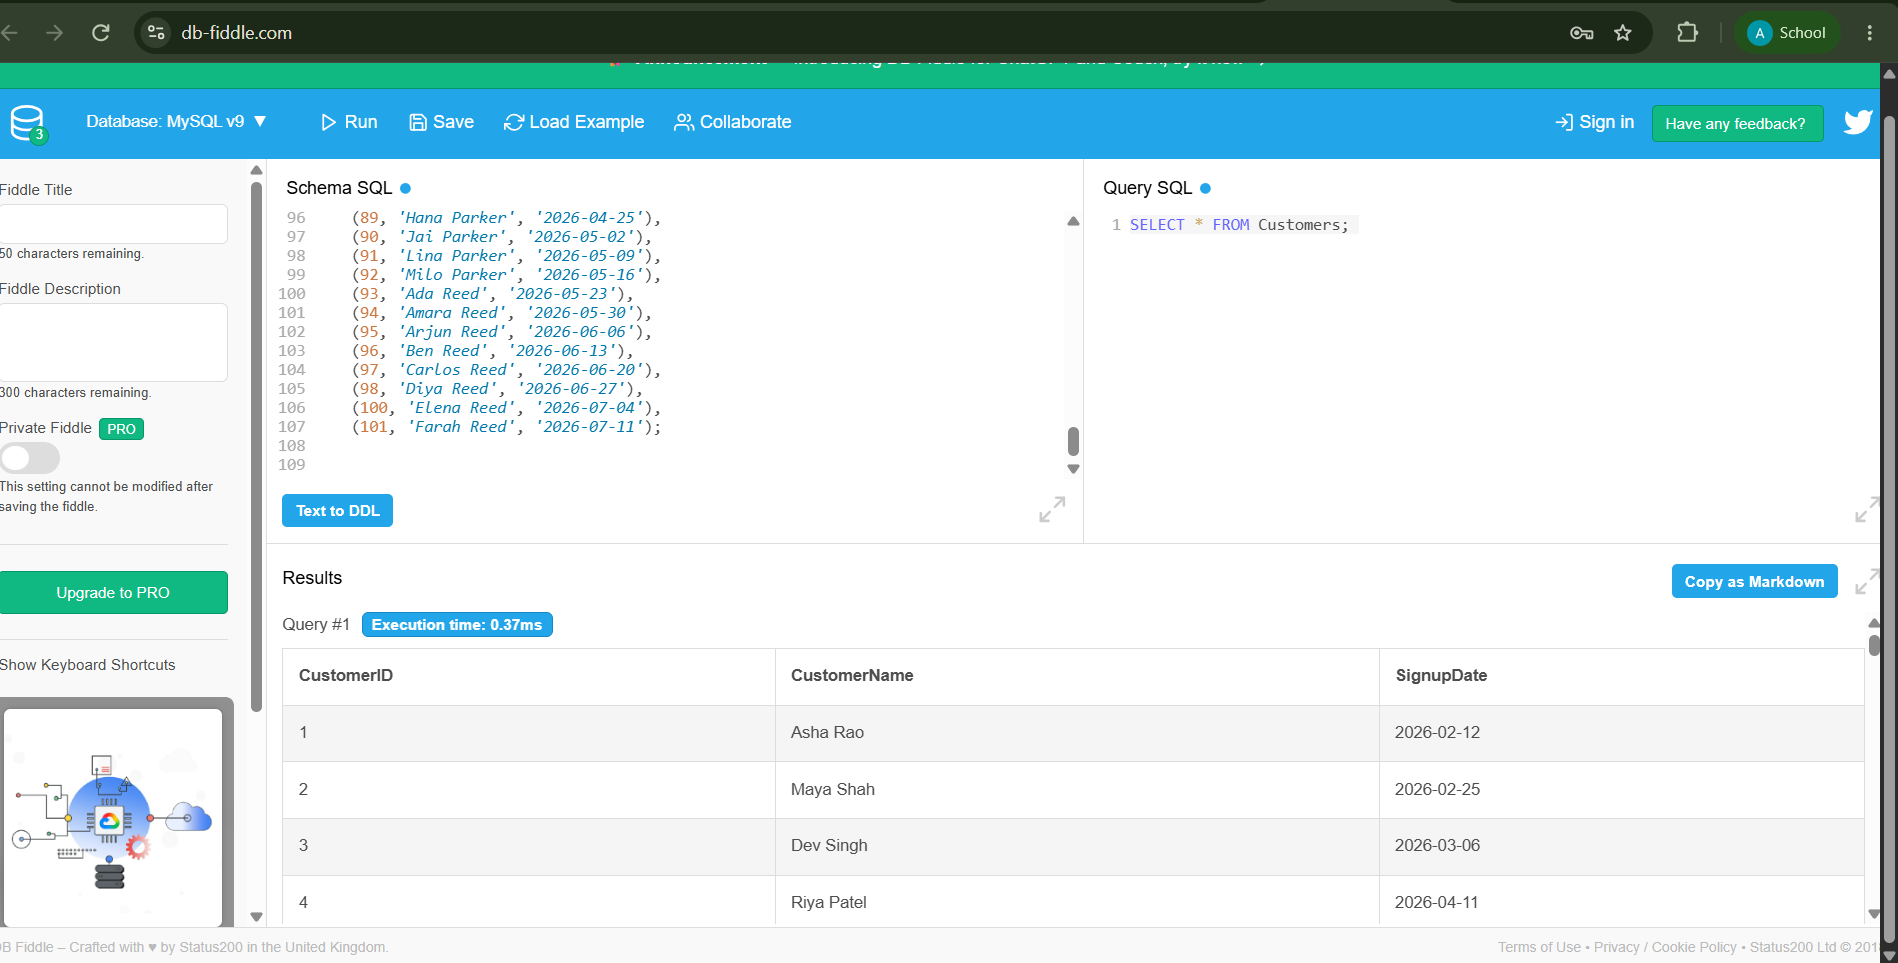 db-fiddle.com
A School
3
Database: MySQL v9 ▼
Run
Save
Load Example
Collaborate
Sign in
Have any feedback?
Fiddle Title
50 characters remaining.
Fiddle Description
300 characters remaining.
Private Fiddle PRO
This setting cannot be modified after
saving the fiddle.
Upgrade to PRO
Show Keyboard Shortcuts
Schema SQL
96 (89, 'Hana Parker', '2026-04-25'),
97 (90, 'Jai Parker', '2026-05-02'),
98 (91, 'Lina Parker', '2026-05-09'),
99 (92, 'Milo Parker', '2026-05-16'),
100 (93, 'Ada Reed', '2026-05-23'),
101 (94, 'Amara Reed', '2026-05-30'),
102 (95, 'Arjun Reed', '2026-06-06'),
103 (96, 'Ben Reed', '2026-06-13'),
104 (97, 'Carlos Reed', '2026-06-20'),
105 (98, 'Diya Reed', '2026-06-27'),
106 (100, 'Elena Reed', '2026-07-04'),
107 (101, 'Farah Reed', '2026-07-11');
108
109
Text to DDL
Query SQL
1 SELECT * FROM Customers;
Results
Copy as Markdown
Query #1 Execution time: 0.37ms
CustomerID CustomerName SignupDate
1 Asha Rao 2026-02-12
2 Maya Shah 2026-02-25
3 Dev Singh 2026-03-06
4 Riya Patel 2026-04-11
DB Fiddle – Crafted with ♥ by Status200 in the United Kingdom.
Terms of Use • Privacy / Cookie Policy • Status200 Ltd ©